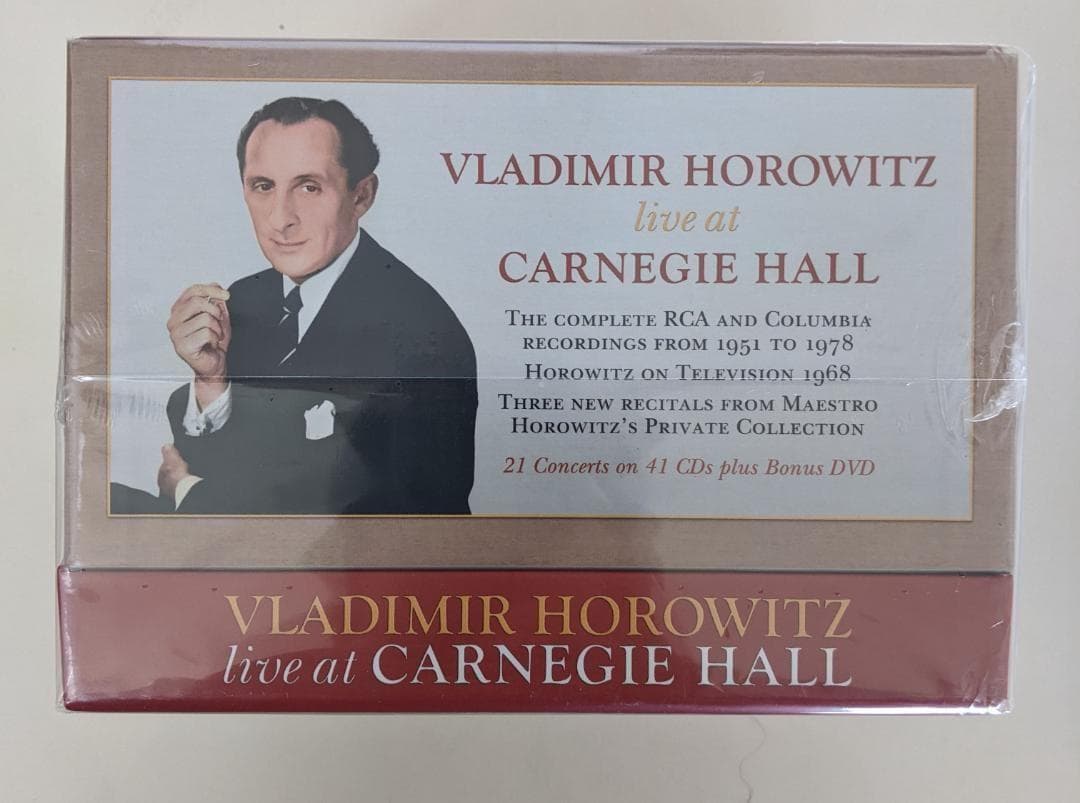 VLADIMIR HOROWITZ
live at
CARNEGIE HALL
THE COMPLETE RCA AND COLUMBIA
RECORDINGS FROM 1951 TO 1978
HOROWITZ ON TELEVISION 1968
THREE NEW RECITALS FROM MAESTRO
HOROWITZ'S PRIVATE COLLECTION
21 Concerts on 41 CDs plus Bonus DVD
VLADIMIR HOROWITZ
live at CARNEGIE HALL